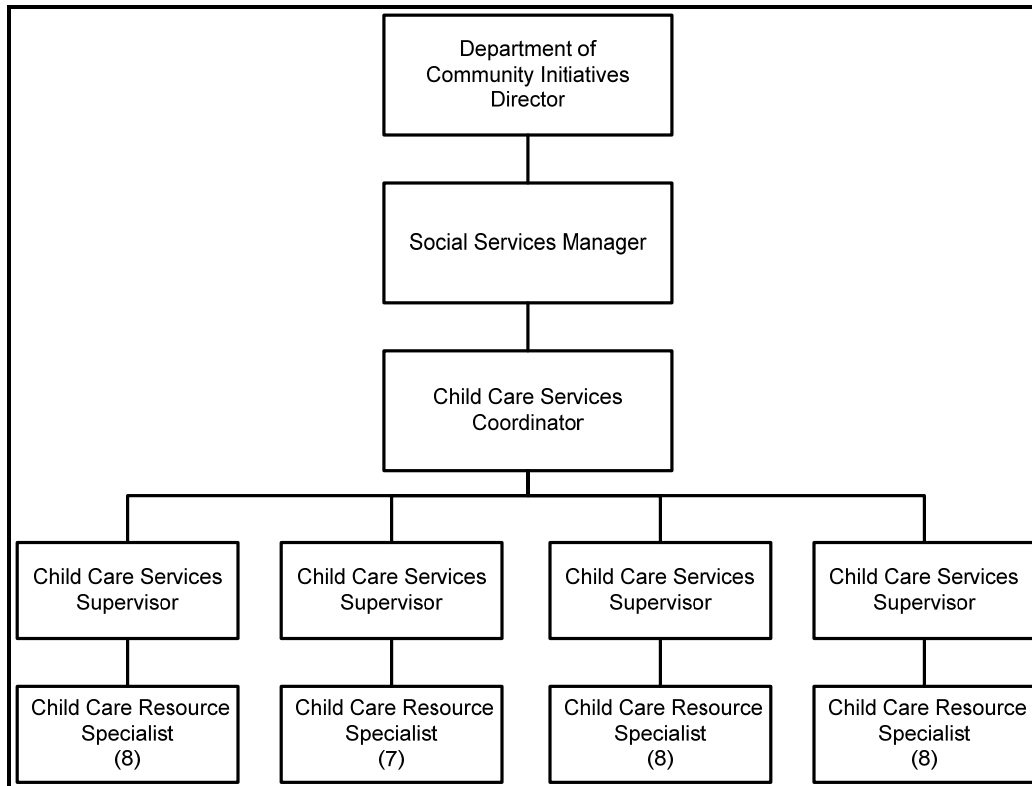 Department of
Community Initiatives
Director
Social Services Manager
Child Care Services
Coordinator
Child Care Services
Supervisor
Child Care Services
Supervisor
Child Care Services
Supervisor
Child Care Services
Supervisor
Child Care Resource
Specialist
(8)
Child Care Resource
Specialist
(7)
Child Care Resource
Specialist
(8)
Child Care Resource
Specialist
(8)